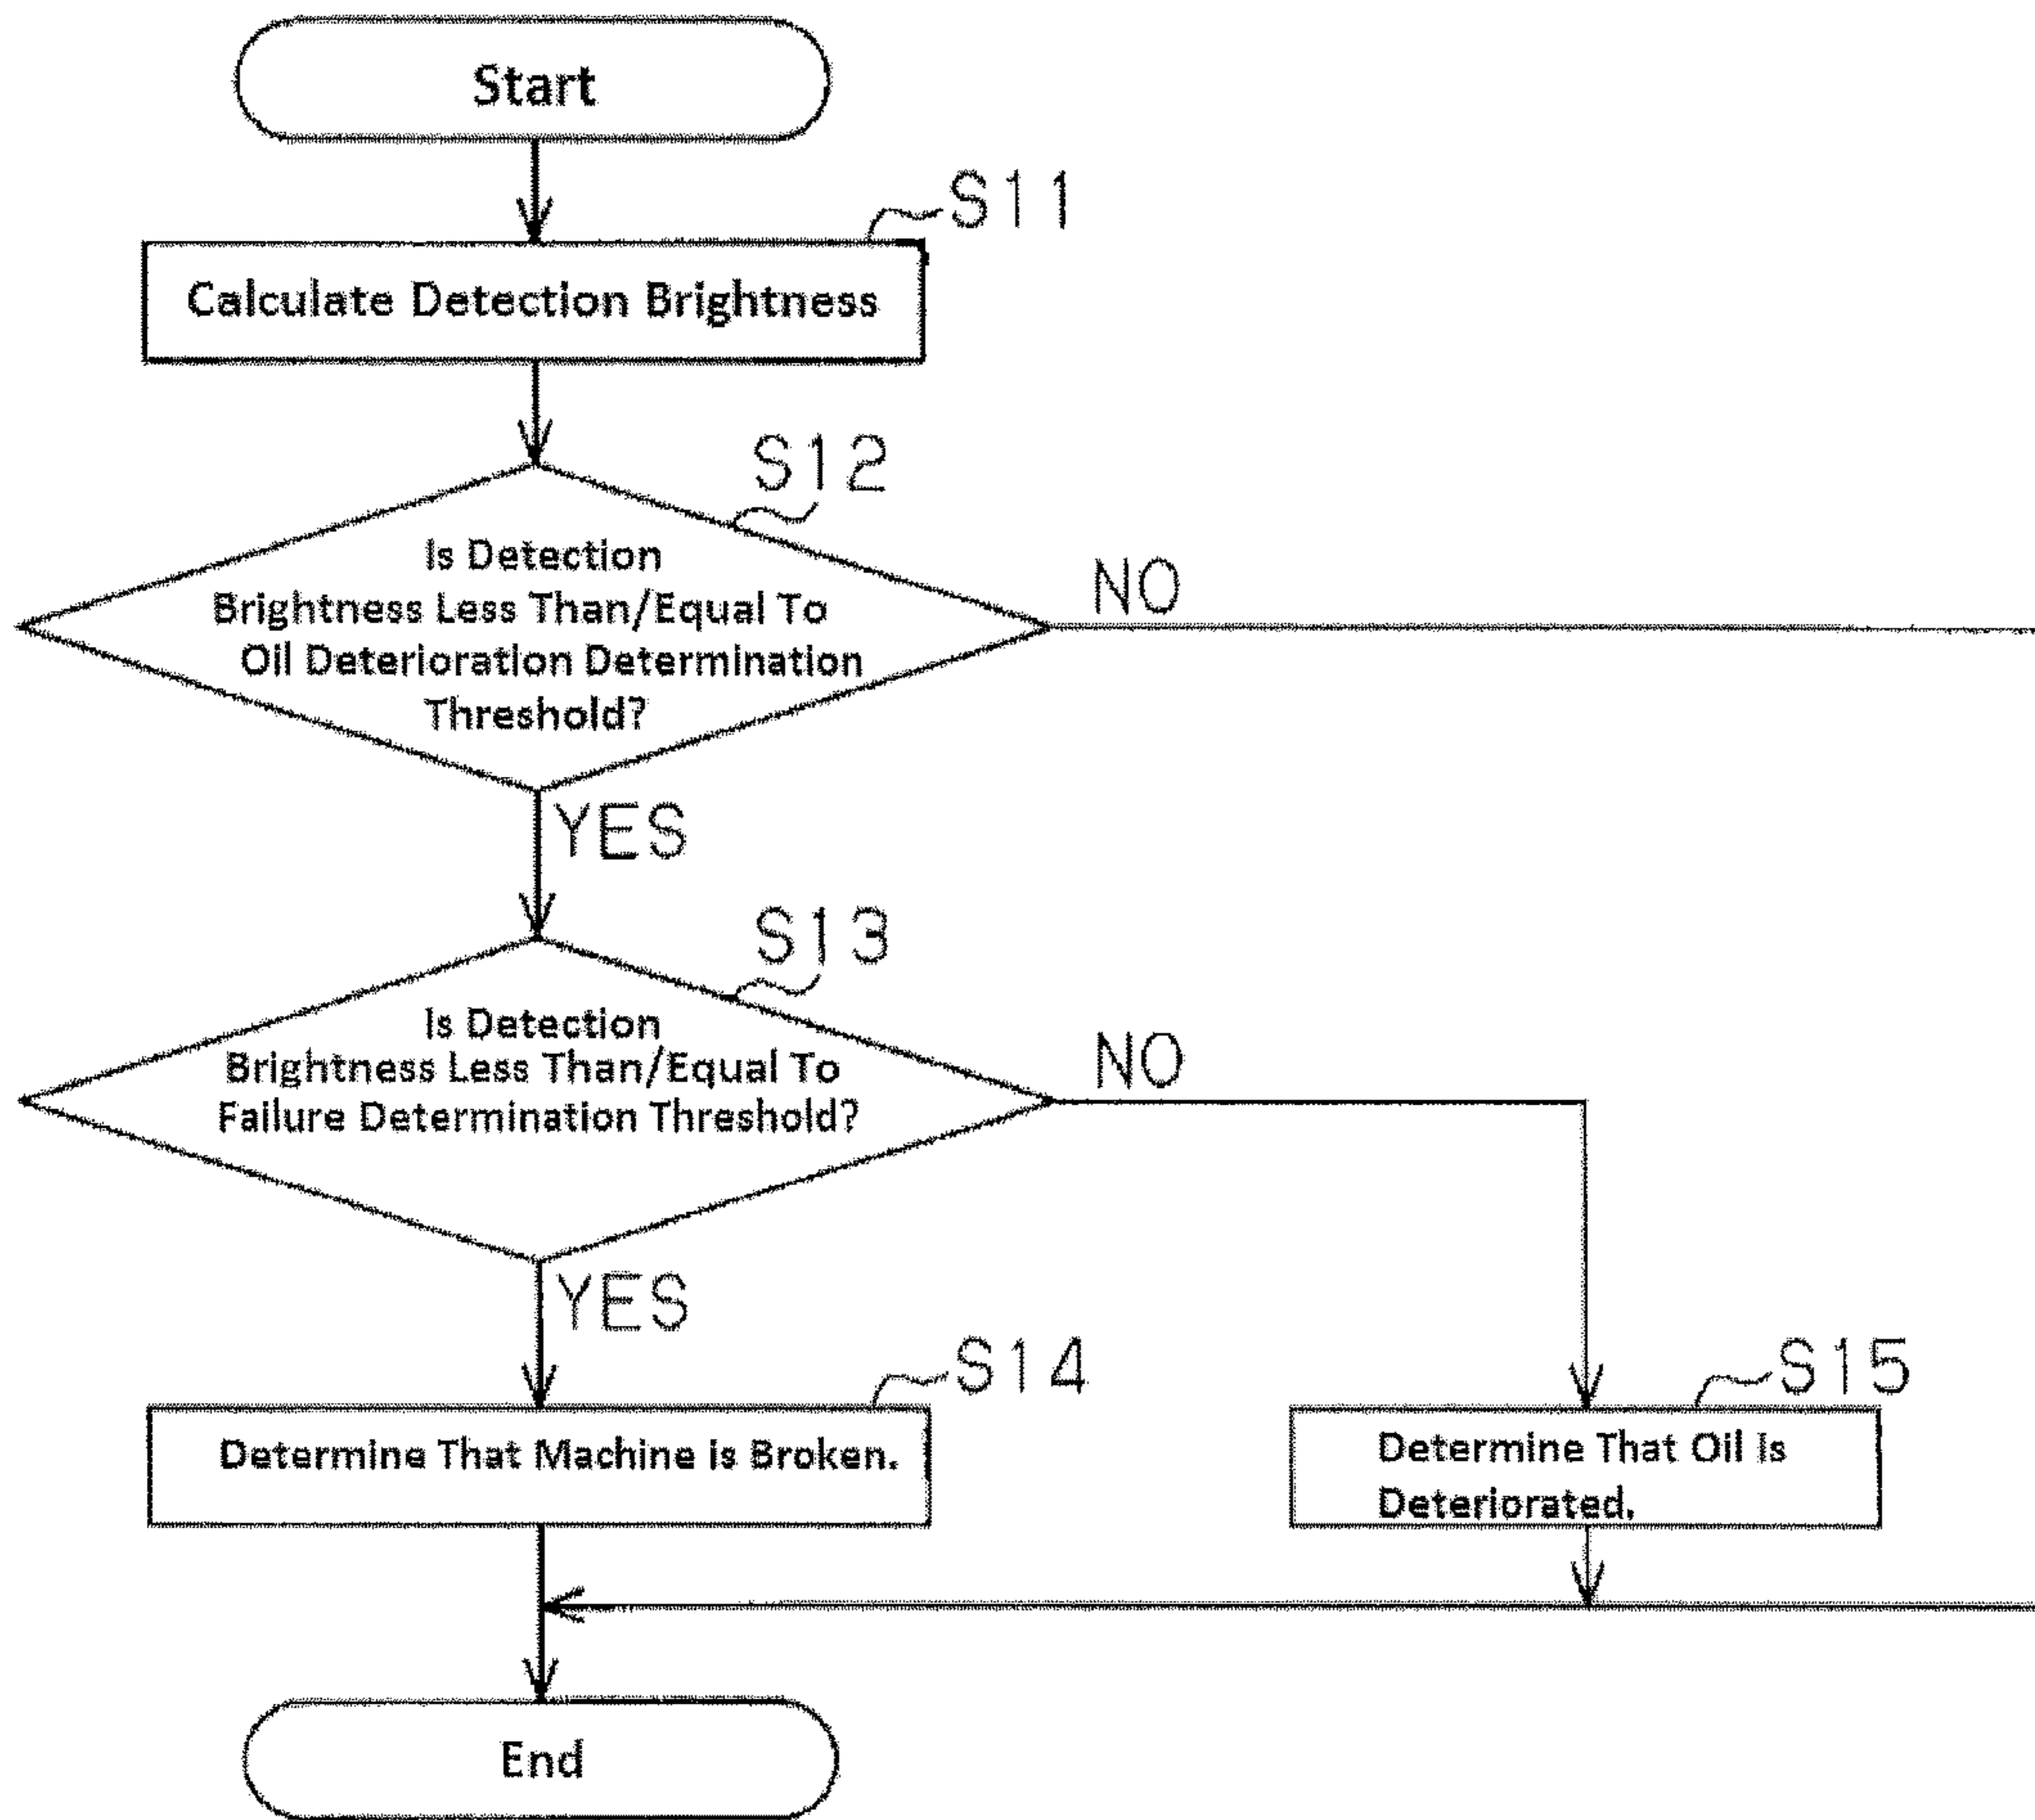 Start
S11
Calculate Detection Brightness
S12
Is Detection
Brightness Less Than/Equal To
Oil Deterioration Determination
Threshold?
NO
YES
S13
Is Detection
Brightness Less Than/Equal To
Failure Determination Threshold?
NO
YES
S14
Determine That Machine is Broken.
S15
Determine That Oil Is
Deteriorated.
End